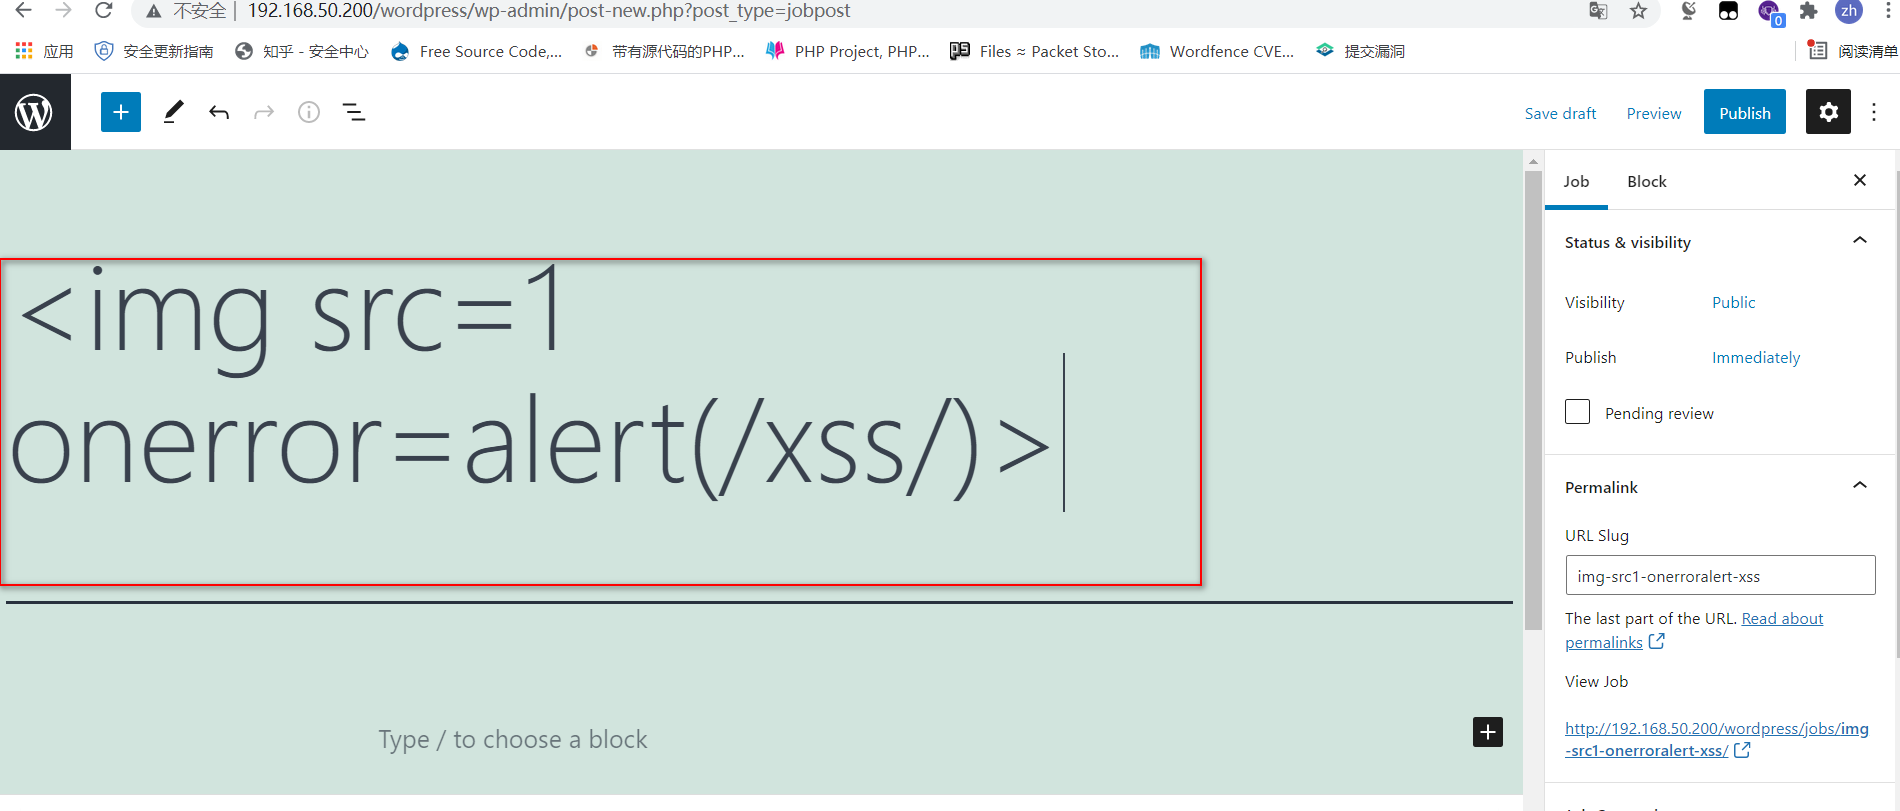 不安全 | 192.168.50.200/wordpress/wp-admin/post-new.php?post_type=jobpost
zh
0
应用 安全更新指南 知乎 - 安全中心 Free Source Code,... 带有源代码的PHP... PHP Project, PHP... Files ≈ Packet Sto... Wordfence CVE... 提交漏洞 阅读清单
Save draft Preview Publish
Job Block
<img src=1
onerror=alert(/xss/)>
Status & visibility
Visibility Public
Publish Immediately
Pending review
Permalink
URL Slug
img-src1-onerroralert-xss
The last part of the URL. Read about
permalinks
View Job
http://192.168.50.200/wordpress/jobs/img
-src1-onerroralert-xss/
Type / to choose a block